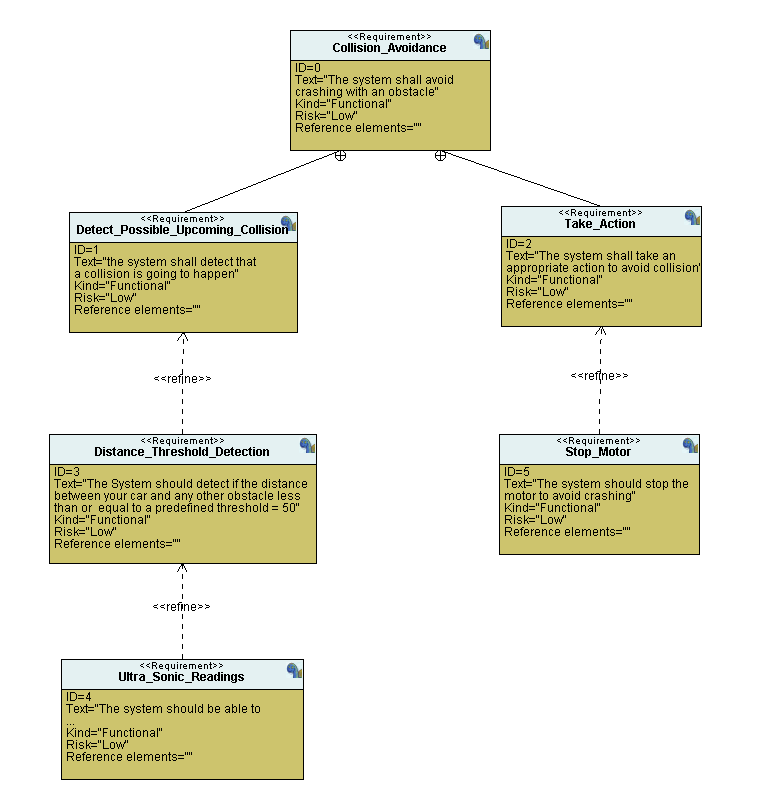 <<Requirement>>
Collision_Avoidance
ID=0
Text="The system shall avoid
crashing with an obstacle"
Kind="Functional"
Risk="Low"
Reference elements=""
<<Requirement>>
Detect_Possible_Upcoming_Collision
ID=1
Text="the system shall detect that
a collision is going to happen"
Kind="Functional"
Risk="Low"
Reference elements=""
<<Requirement>>
Take_Action
ID=2
Text="The system shall take an
appropriate action to avoid collision"
Kind="Functional"
Risk="Low"
Reference elements=""
<<refine>>
<<refine>>
<<Requirement>>
Distance_Threshold_Detection
ID=3
Text="The System should detect if the distance
between your car and any other obstacle less
than or  equal to a predefined threshold = 50"
Kind="Functional"
Risk="Low"
Reference elements=""
<<Requirement>>
Stop_Motor
ID=5
Text="The system should stop the
motor to avoid crashing"
Kind="Functional"
Risk="Low"
Reference elements=""
<<refine>>
<<Requirement>>
Ultra_Sonic_Readings
ID=4
Text="The system should be able to
...
Kind="Functional"
Risk="Low"
Reference elements=""